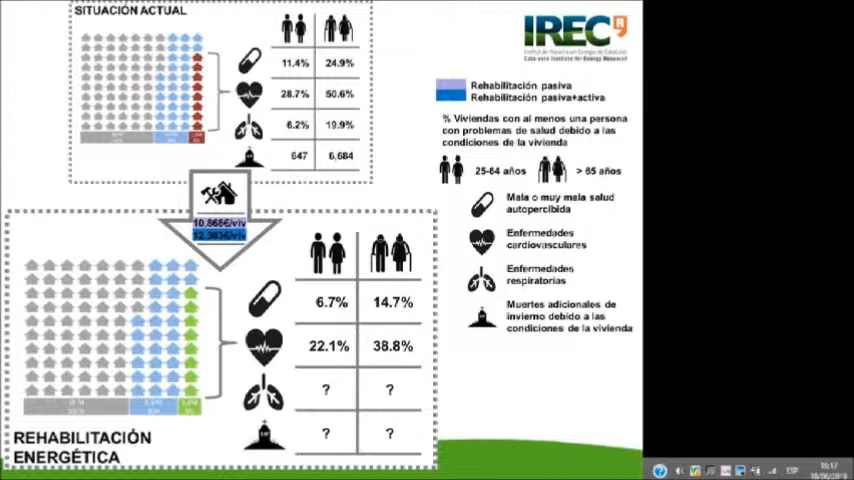 SITUACIÓN ACTUAL
11.4% 24.9%
28.7% 50.6%
6.2% 19.9%
647 6,684
REHABILITACIÓN
ENERGÉTICA
6.7% 14.7%
22.1% 38.8%
? ?
? ?
IREC
Rehabilitación pasiva
Rehabilitación pasiva+activa
% Viviendas con al menos una persona
con problemas de salud debido a las
condiciones de la vivienda
25-64 años > 65 años
Mala o muy mala salud
autopercibida
Enfermedades
cardiovasculares
Enfermedades
respiratorias
Muertes adicionales de
invierno debido a las
condiciones de la vivienda
ESP